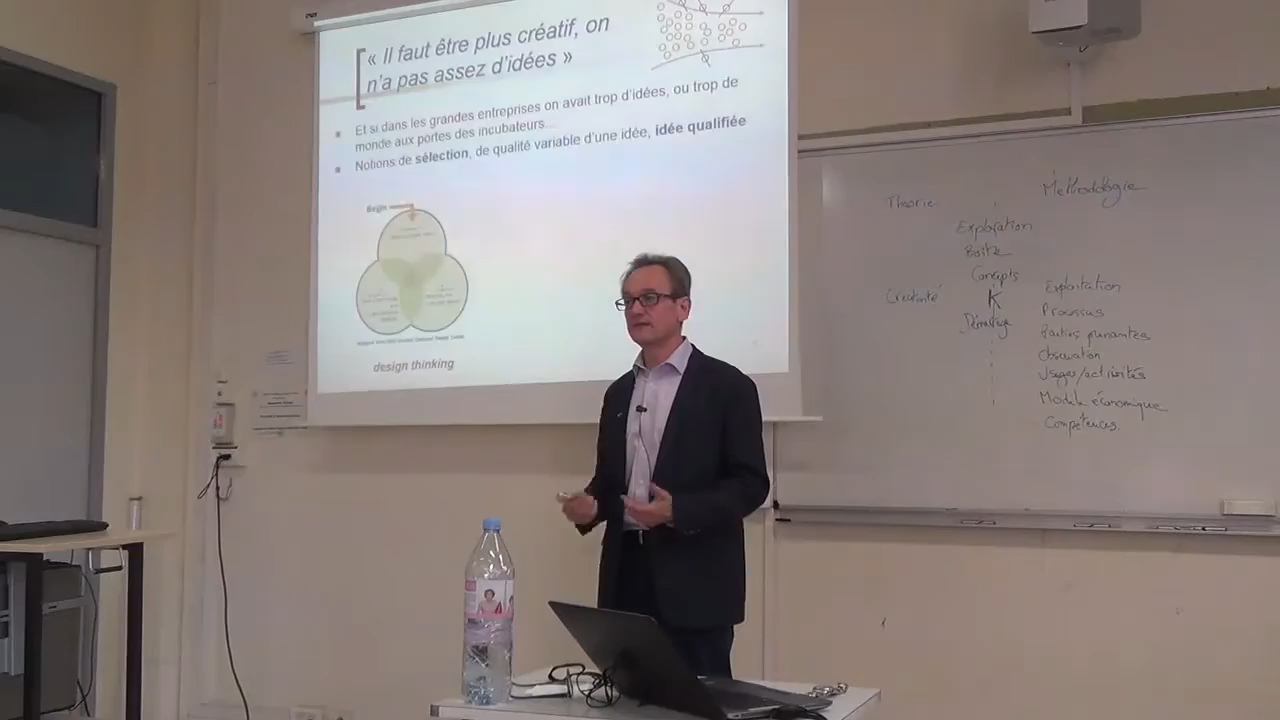 « Il faut être plus créatif, on
n'a pas assez d'idées »
Et si dans les grandes entreprises on avait trop d'idées, ou trop de
monde aux portes des incubateurs...
Notions de sélection, de qualité variable d'une idée, idée qualifiée
Begin
design thinking
Théorie
Méthodologie
Exploration
Boîte
Concepts
Créativité
K
Démarrage
Exploitation
Processus
Parties prenantes
Observation
Usages/activités
Modèle économique
Compétences